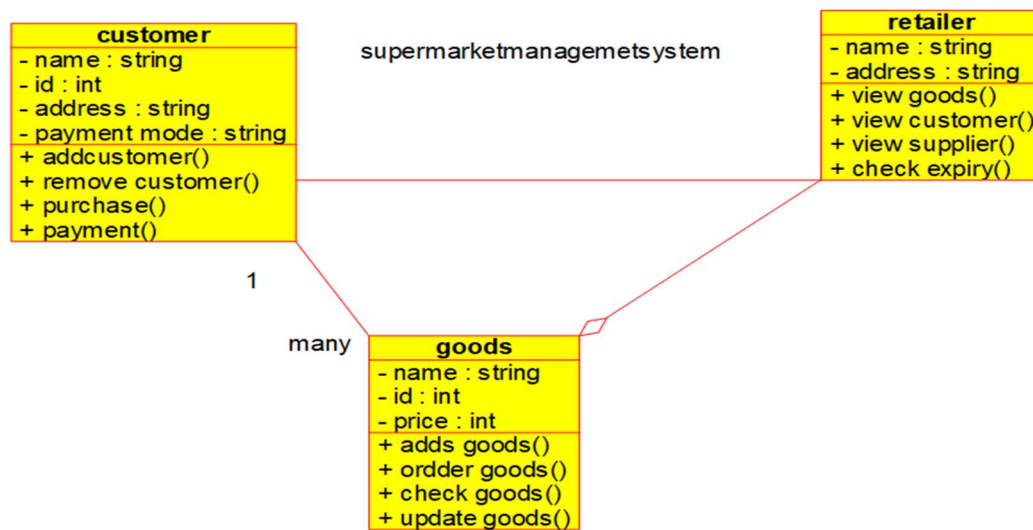 customer
- name : string
- id : int
- address : string
- payment mode : string
+ addcustomer()
+ remove customer()
+ purchase()
+ payment()
supermarketmanagemetsystem
retailer
- name : string
- address : string
+ view goods()
+ view customer()
+ view supplier()
+ check expiry()
1
many
goods
- name : string
- id : int
- price : int
+ adds goods()
+ ordder goods()
+ check goods()
+ update goods()